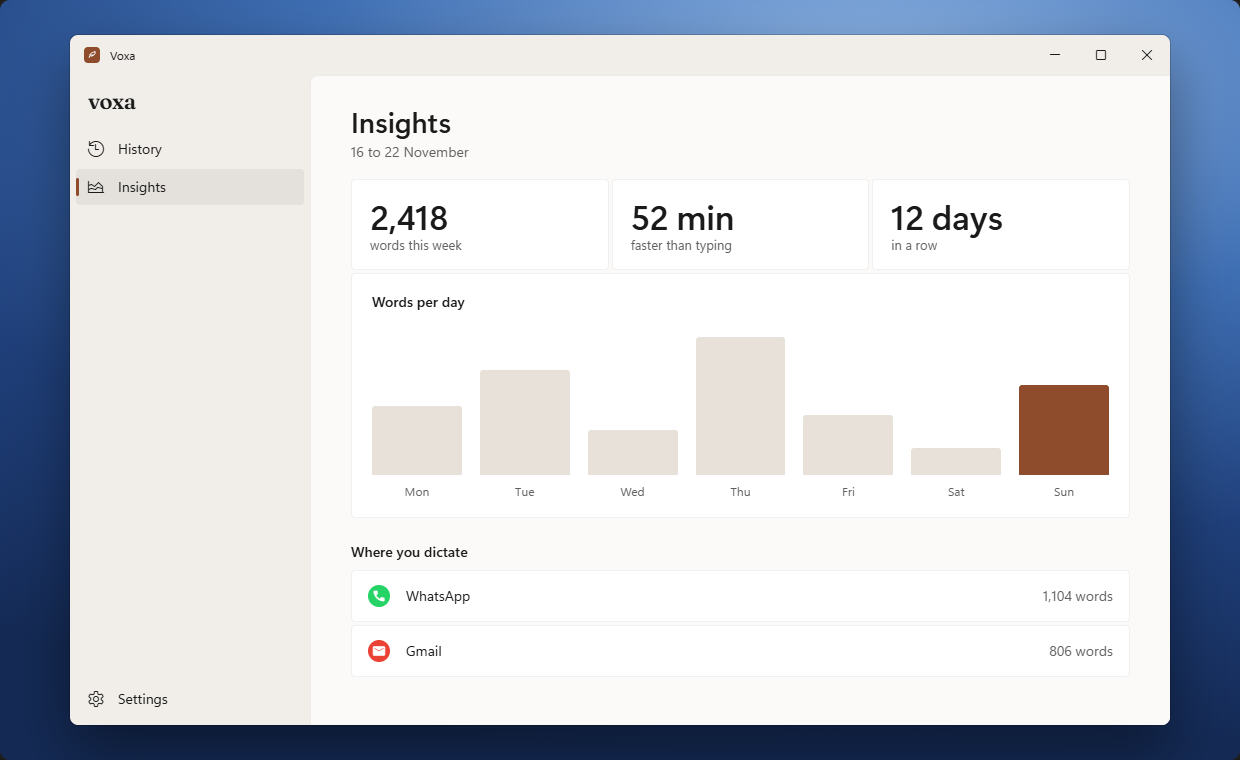 Voxa
voxa
History
Insights
Settings
Insights
16 to 22 November
2,418
words this week
52 min
faster than typing
12 days
in a row
Words per day
Mon Tue Wed Thu Fri Sat Sun
Where you dictate
WhatsApp 1,104 words
Gmail 806 words